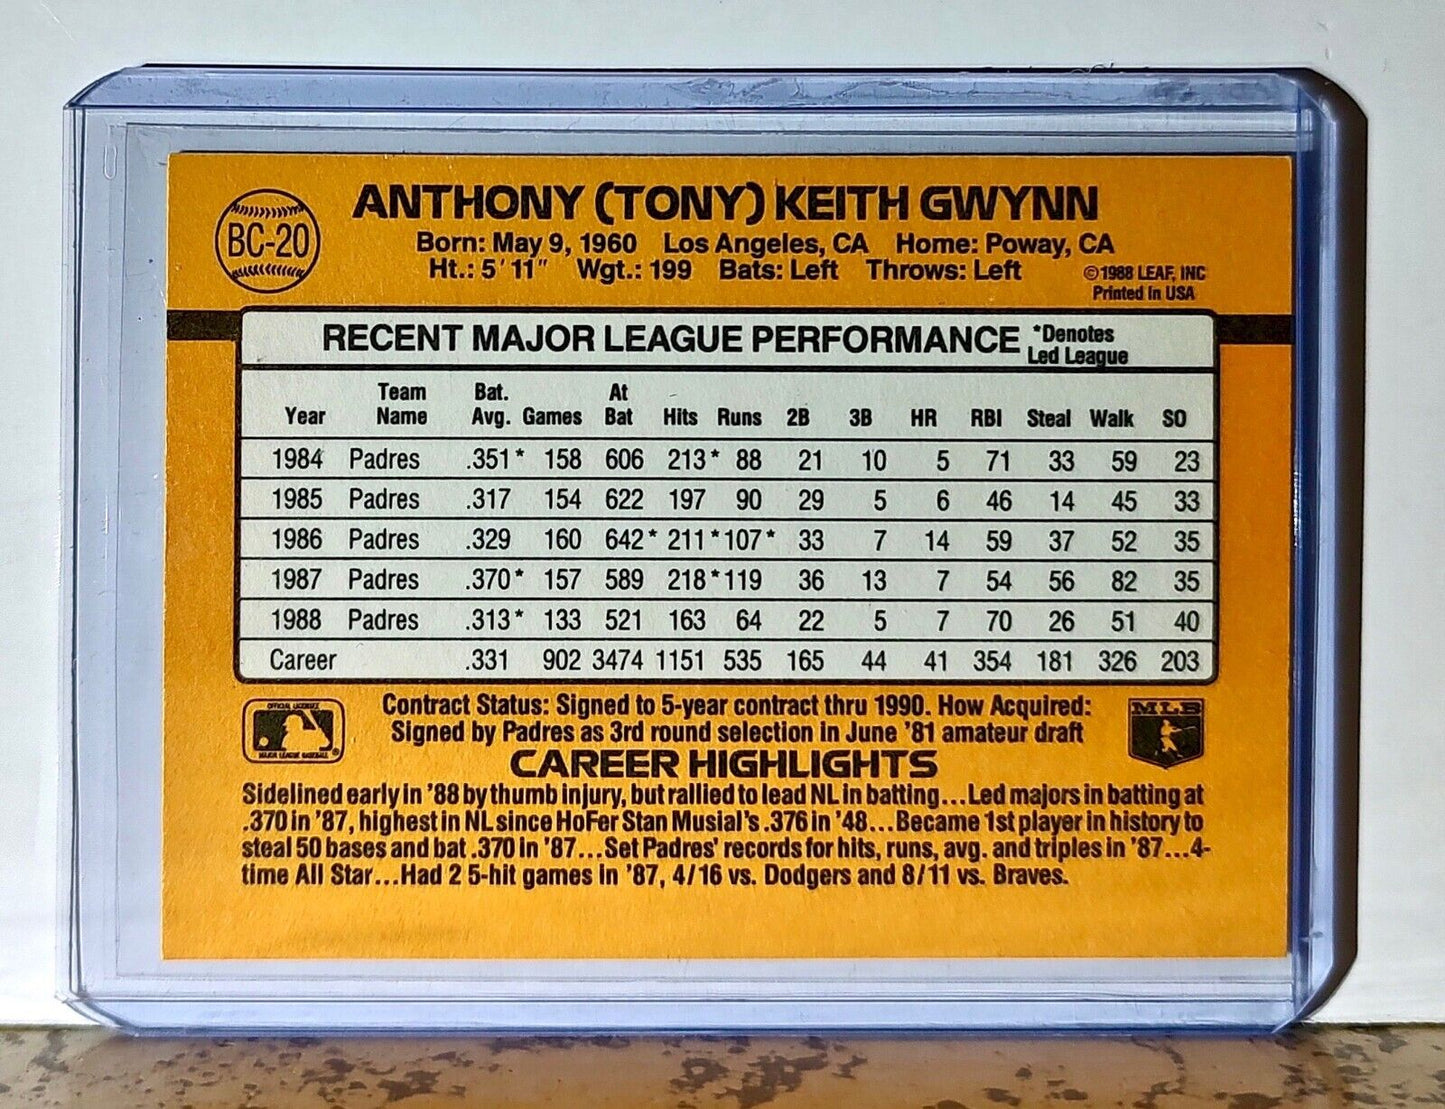 BC-20
ANTHONY (TONY) KEITH GWYNN
Born: May 9, 1960 Los Angeles, CA Home: Poway, CA
Ht.: 5'11" Wgt.: 199 Bats: Left Throws: Left
©1988 LEAF, INC
Printed in USA
RECENT MAJOR LEAGUE PERFORMANCE *Denotes
Led League
Team Bat. At
Year Name Avg. Games Bat Hits Runs 2B 3B HR RBI Steal Walk SO
1984 Padres .351* 158 606 213* 88 21 10 5 71 33 59 23
1985 Padres .317 154 622 197 90 29 5 6 46 14 45 33
1986 Padres .329 160 642* 211* 107* 33 7 14 59 37 52 35
1987 Padres .370* 157 589 218* 119 36 13 7 54 56 82 35
1988 Padres .313* 133 521 163 64 22 5 7 70 26 51 40
Career .331 902 3474 1151 535 165 44 41 354 181 326 203
Contract Status: Signed to 5-year contract thru 1990. How Acquired:
Signed by Padres as 3rd round selection in June '81 amateur draft
OFFICIAL LICENSEE
MAJOR LEAGUE BASEBALL
MLB
CAREER HIGHLIGHTS
Sidelined early in '88 by thumb injury, but rallied to lead NL in batting...Led majors in batting at
.370 in '87, highest in NL since HoFer Stan Musial's .376 in '48...Became 1st player in history to
steal 50 bases and bat .370 in '87...Set Padres' records for hits, runs, avg. and triples in '87...4-
time All Star...Had 2 5-hit games in '87, 4/16 vs. Dodgers and 8/11 vs. Braves.